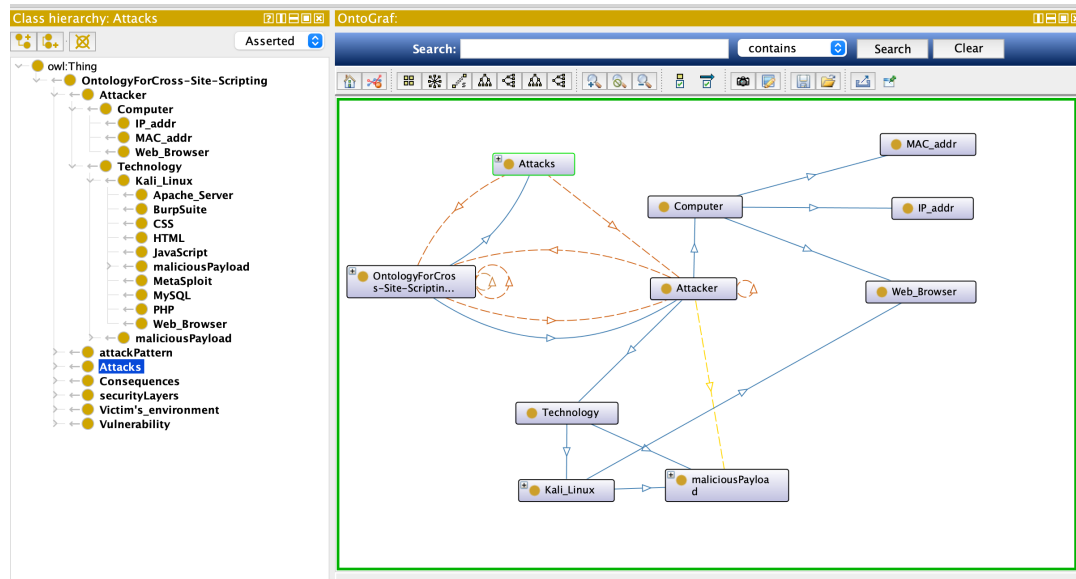 Class hierarchy: Attacks
Asserted
owl:Thing
OntologyForCross-Site-Scripting
Attacker
Computer
IP_addr
MAC_addr
Web_Browser
Technology
Kali_Linux
Apache_Server
BurpSuite
CSS
HTML
JavaScript
maliciousPayload
MetaSploit
MySQL
PHP
Web_Browser
maliciousPayload
attackPattern
Attacks
Consequences
securityLayers
Victim's_environment
Vulnerability
OntoGraf:
Search:
contains
Search
Clear
Attacks
MAC_addr
Computer
IP_addr
OntologyForCros
s-Site-Scriptin...
Attacker
Web_Browser
Technology
Kali_Linux
maliciousPayloa
d